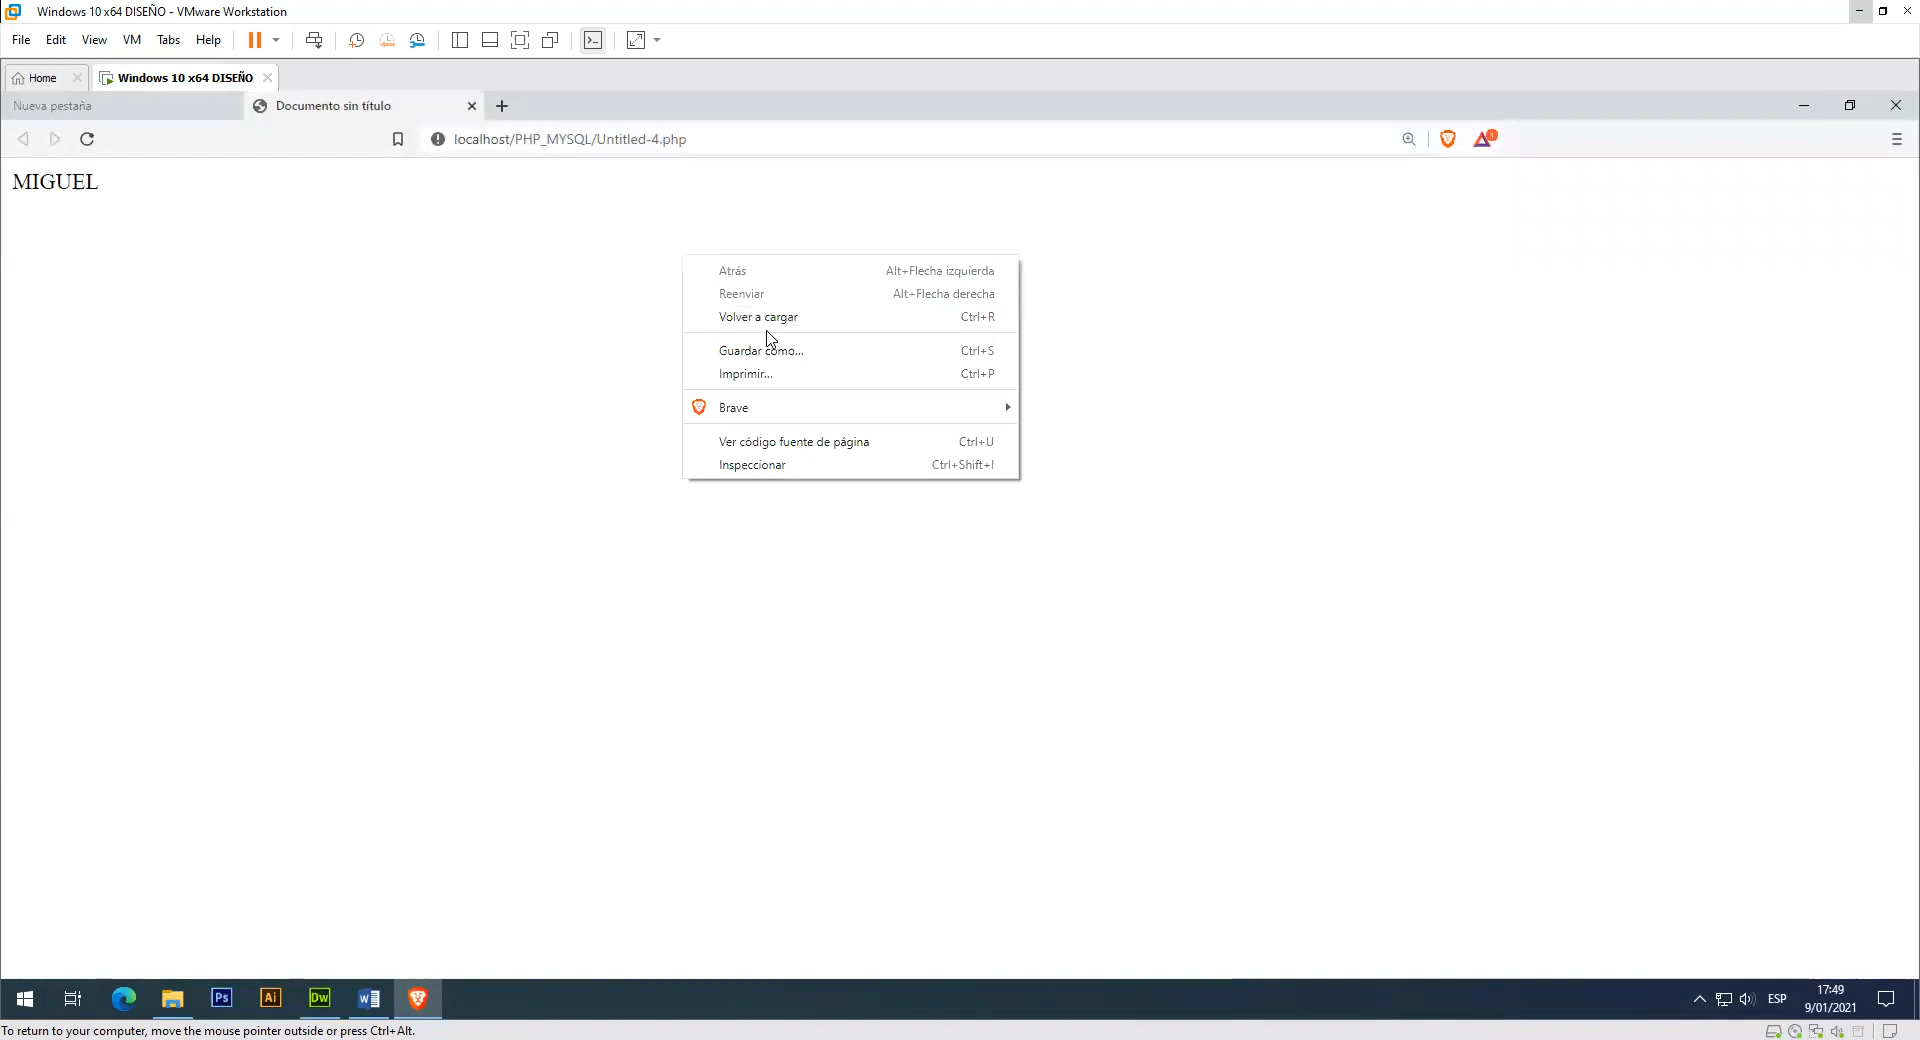 Windows 10 x64 DISEÑO - VMware Workstation
File Edit View VM Tabs Help
Home Windows 10 x64 DISEÑO
Nueva pestaña Documento sin título
localhost/PHP_MYSQL/Untitled-4.php 1
MIGUEL
Atrás Alt+Flecha izquierda
Reenviar Alt+Flecha derecha
Volver a cargar Ctrl+R
Guardar como... Ctrl+S
Imprimir... Ctrl+P
Brave
Ver código fuente de página Ctrl+U
Inspeccionar Ctrl+Shift+I
Ps Ai Dw W ESP 17:49
9/01/2021
To return to your computer, move the mouse pointer outside or press Ctrl+Alt.